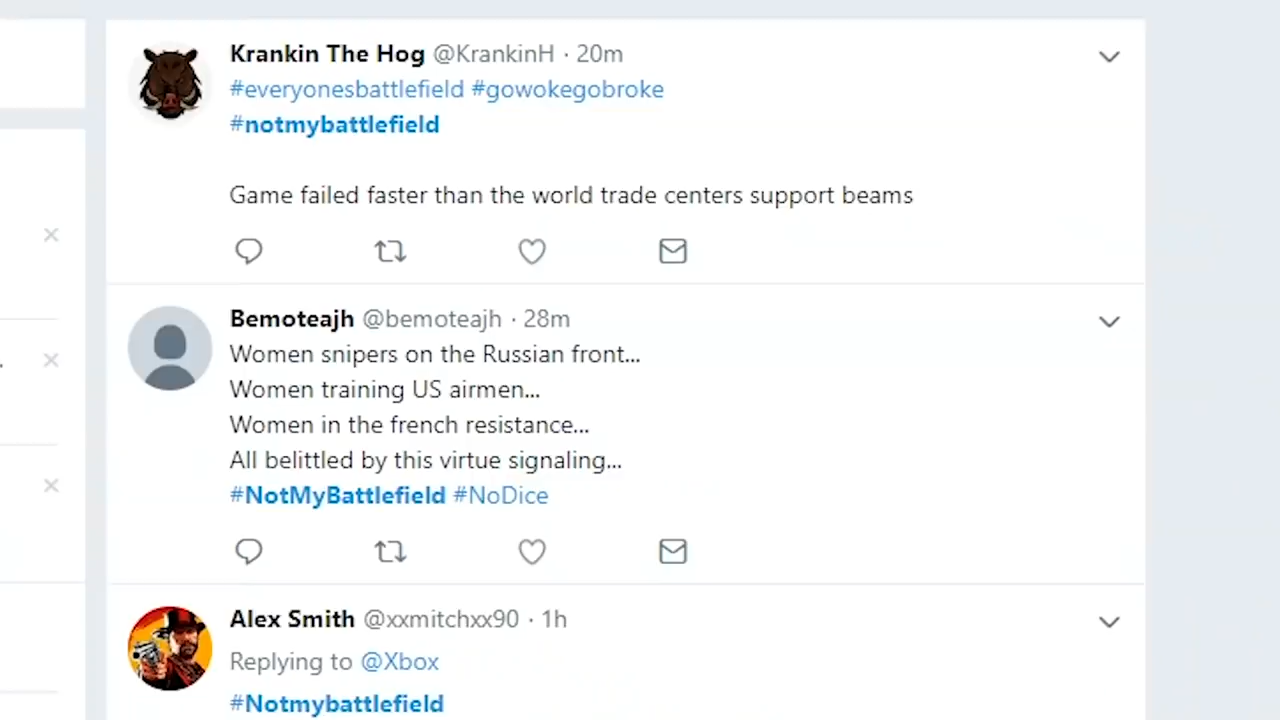 Krankin The Hog @KrankinH · 20m
#everyonesbattlefield #gowokegobroke
#notmybattlefield
Game failed faster than the world trade centers support beams
Bemoteajh @bemoteajh · 28m
Women snipers on the Russian front...
Women training US airmen...
Women in the french resistance...
All belittled by this virtue signaling...
#NotMyBattlefield #NoDice
Alex Smith @xxmitchxx90 · 1h
Replying to @Xbox
#Notmybattlefield